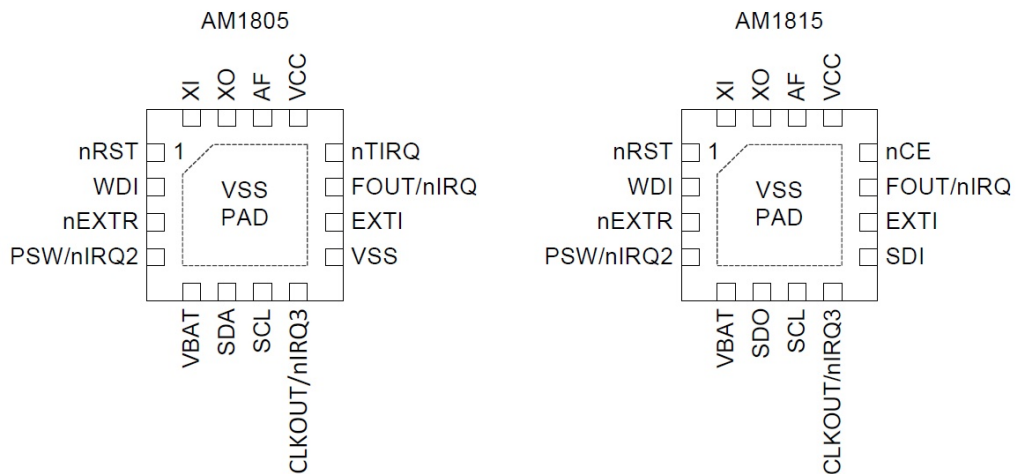 AM1805
XI XO AF VCC
nRST 1 nTIRQ
WDI VSS FOUT/nIRQ
PAD
nEXTR EXTI
PSW/nIRQ2 VSS
VBAT SDA SCL CLKOUT/nIRQ3
AM1815
XI XO AF VCC
nRST 1 nCE
WDI VSS FOUT/nIRQ
PAD
nEXTR EXTI
PSW/nIRQ2 SDI
VBAT SDO SCL CLKOUT/nIRQ3